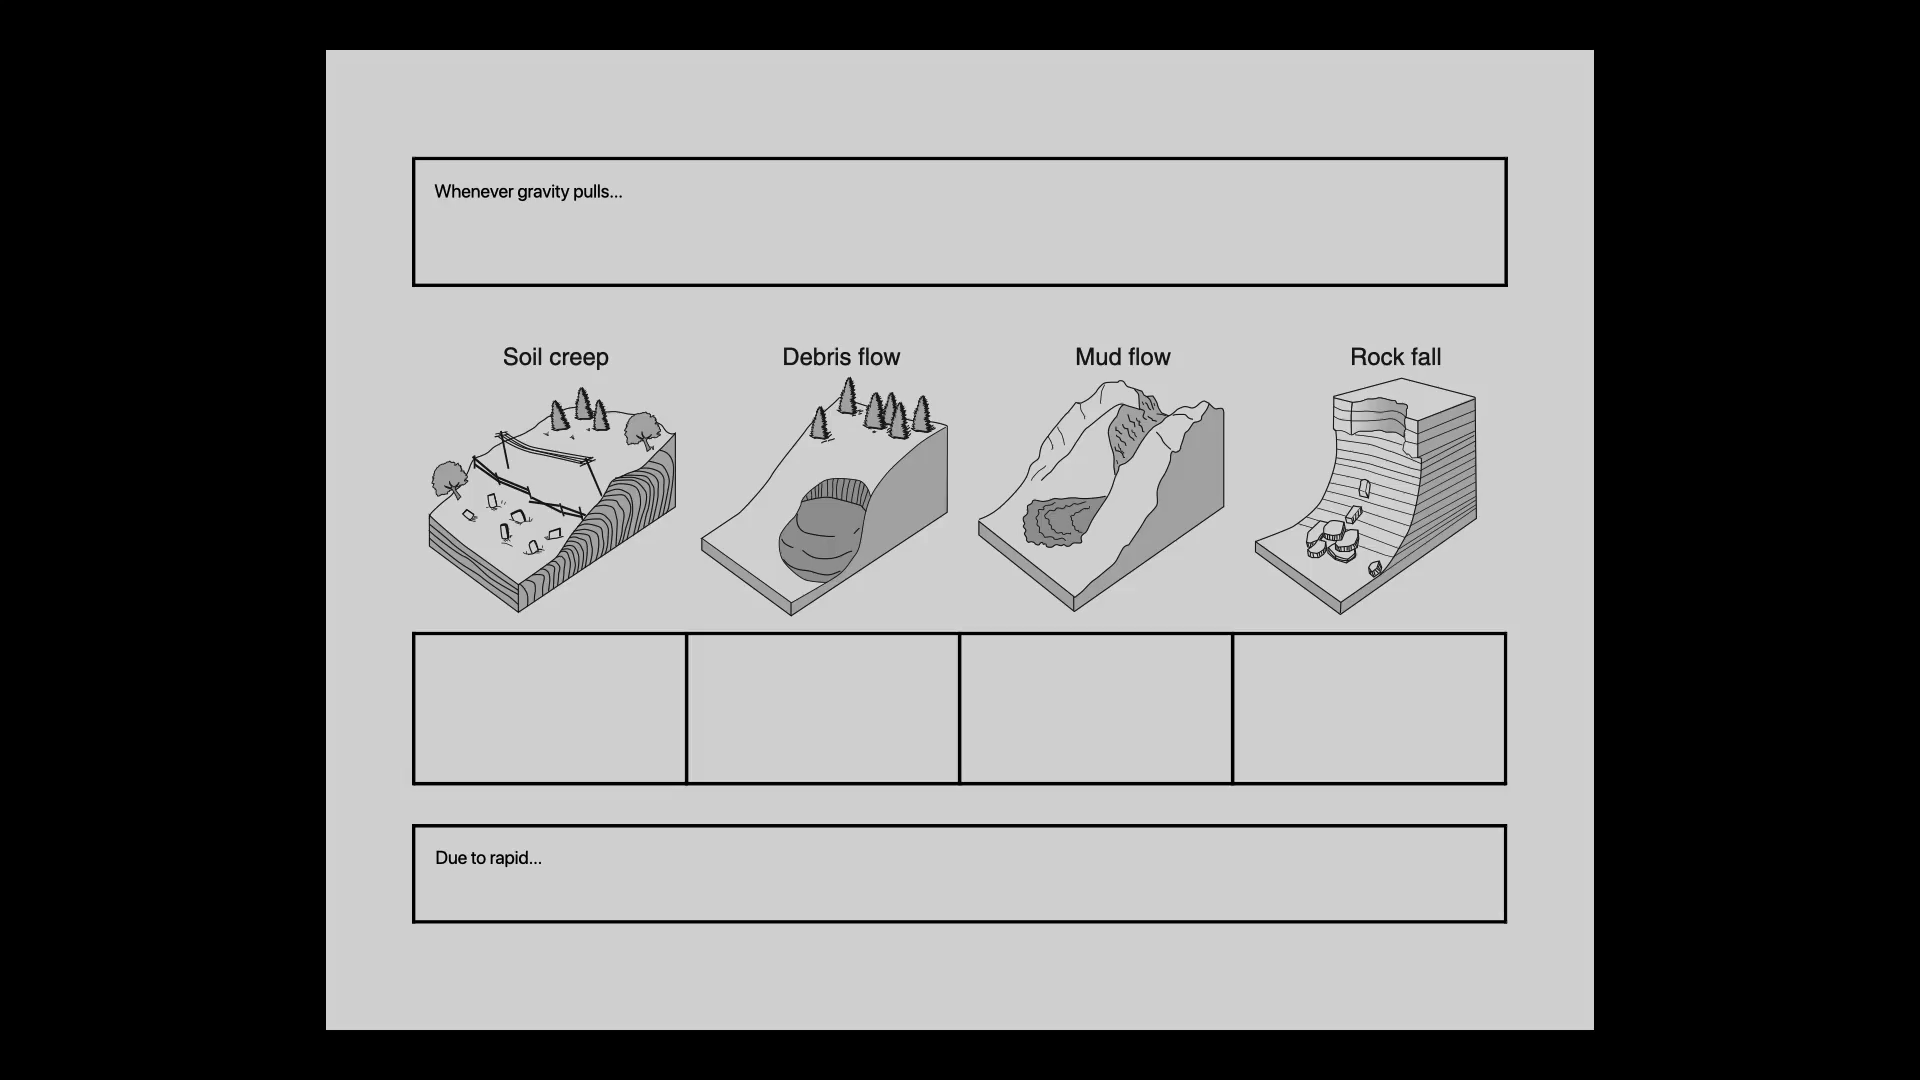 Whenever gravity pulls...
Soil creep
Debris flow
Mud flow
Rock fall
Due to rapid...